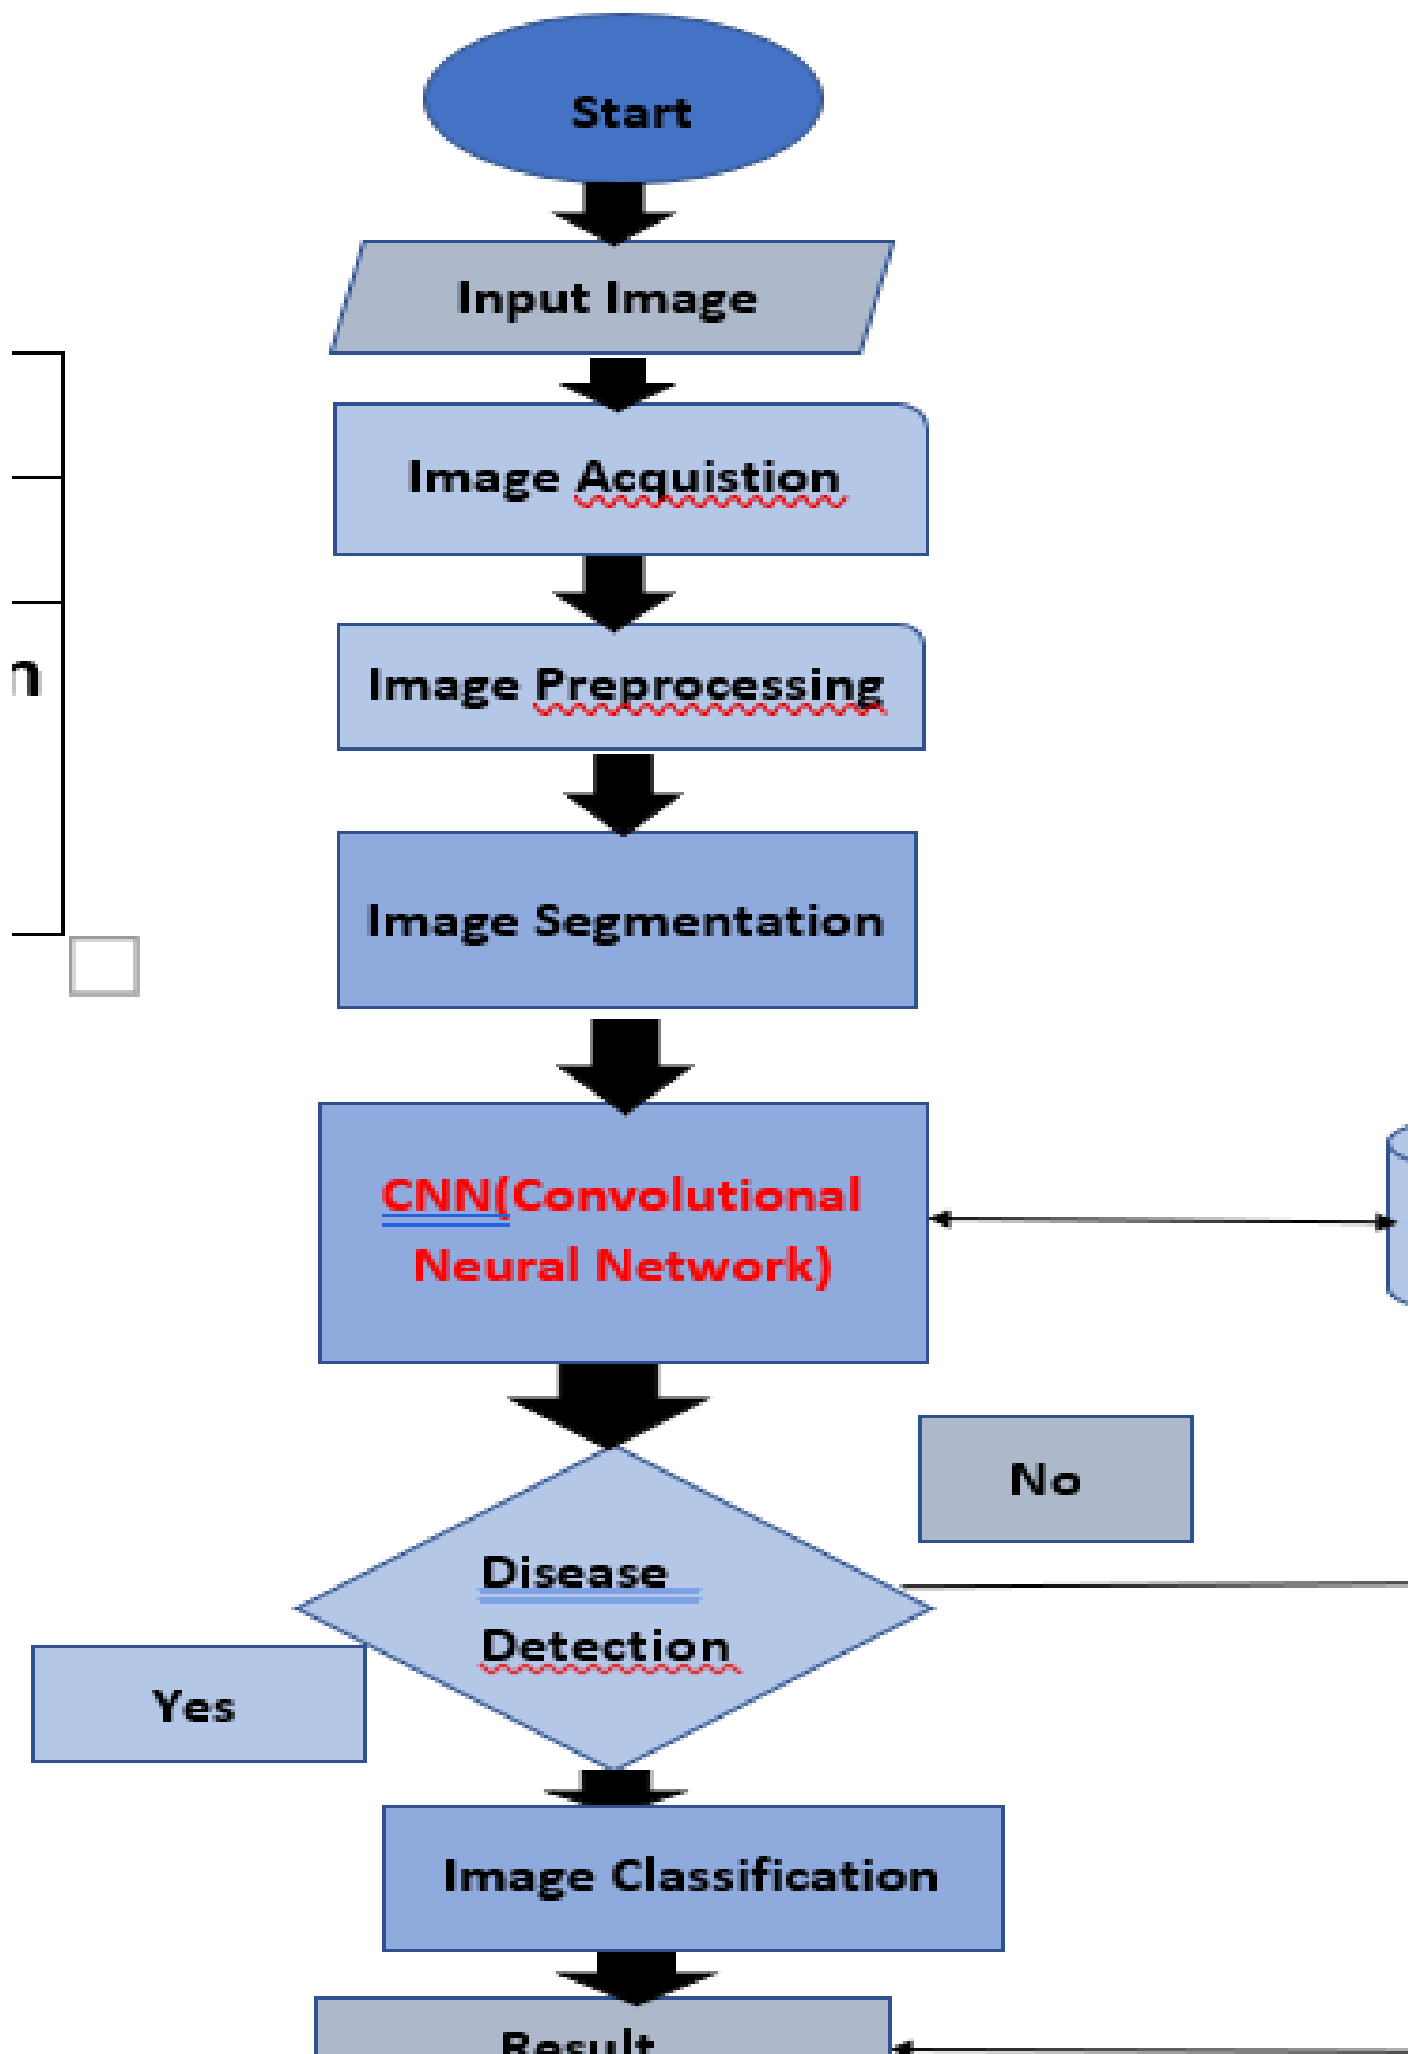 Start
Input Image
Image Acquistion
n
Image Preprocessing
Image Segmentation
CNN(Convolutional
Neural Network)
No
Disease
Detection
Yes
Image Classification
Result